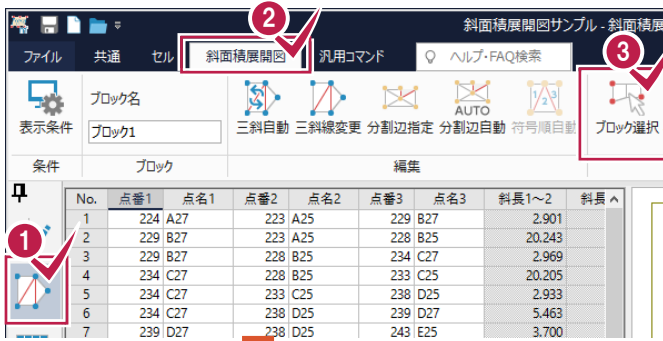 斜面積展開図サンプル - 斜面積展
2
3
ファイル 共通 セル 斜面積展開図 汎用コマンド ヘルプ・FAQ検索
ブロック名
ブロック1
表示条件 三斜自動 三斜線変更 分割辺指定 AUTO 分割辺自動 123 符号順自動 ブロック選択
条件 ブロック 編集
No. 点番1 点名1 点番2 点名2 点番3 点名3 斜長1~2 斜長
1 224 A27 223 A25 229 B27 2.901
2 229 B27 223 A25 228 B25 20.243
1
3 229 B27 228 B25 234 C27 2.969
4 234 C27 228 B25 233 C25 20.205
5 234 C27 233 C25 238 D25 2.933
6 234 C27 238 D25 239 D27 5.463
7 239 D27 238 D25 243 E25 3.700